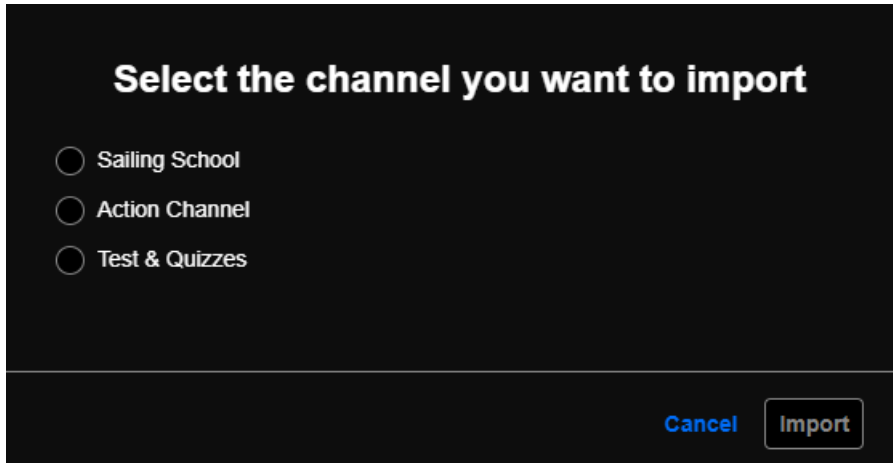 Select the channel you want to import
Sailing School
Action Channel
Test & Quizzes
Cancel Import